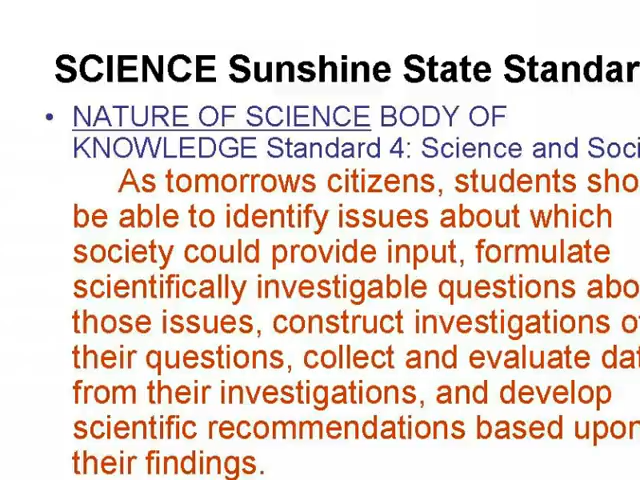 SCIENCE Sunshine State Standar
• NATURE OF SCIENCE BODY OF
KNOWLEDGE Standard 4: Science and Soci
As tomorrows citizens, students sho
be able to identify issues about which
society could provide input, formulate
scientifically investigable questions abo
those issues, construct investigations o
their questions, collect and evaluate dat
from their investigations, and develop
scientific recommendations based upon
their findings.